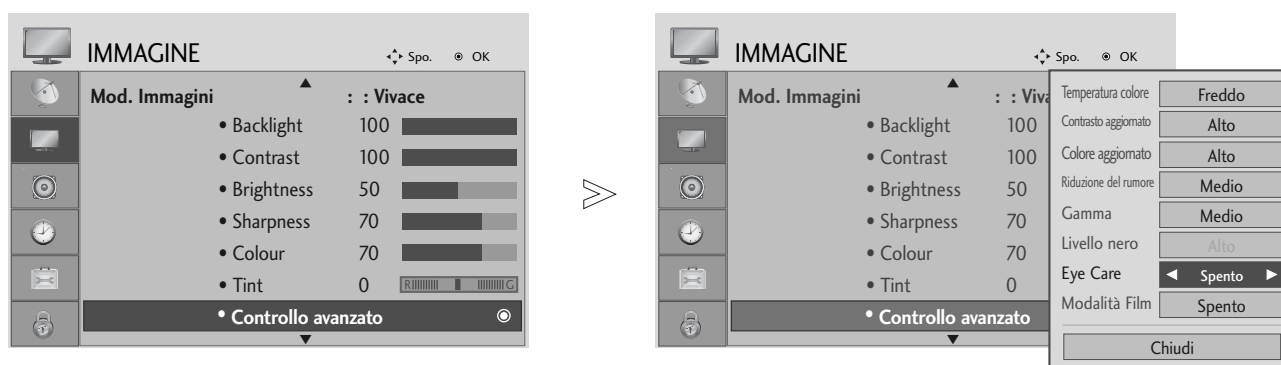 IMMAGINE
Spo. OK
Mod. Immagini : : Vivace
• Backlight 100
• Contrast 100
• Brightness 50
• Sharpness 70
• Colour 70
• Tint 0 R G
• Controllo avanzato
IMMAGINE
Spo. OK
Mod. Immagini : : Viva
• Backlight 100
• Contrast 100
• Brightness 50
• Sharpness 70
• Colour 70
• Tint 0
• Controllo avanzato
Temperatura colore Freddo
Contrasto aggiornato Alto
Colore aggiornato Alto
Riduzione del rumore Medio
Gamma Medio
Livello nero Alto
Eye Care ◄ Spento ►
Modalità Film Spento
Chiudi